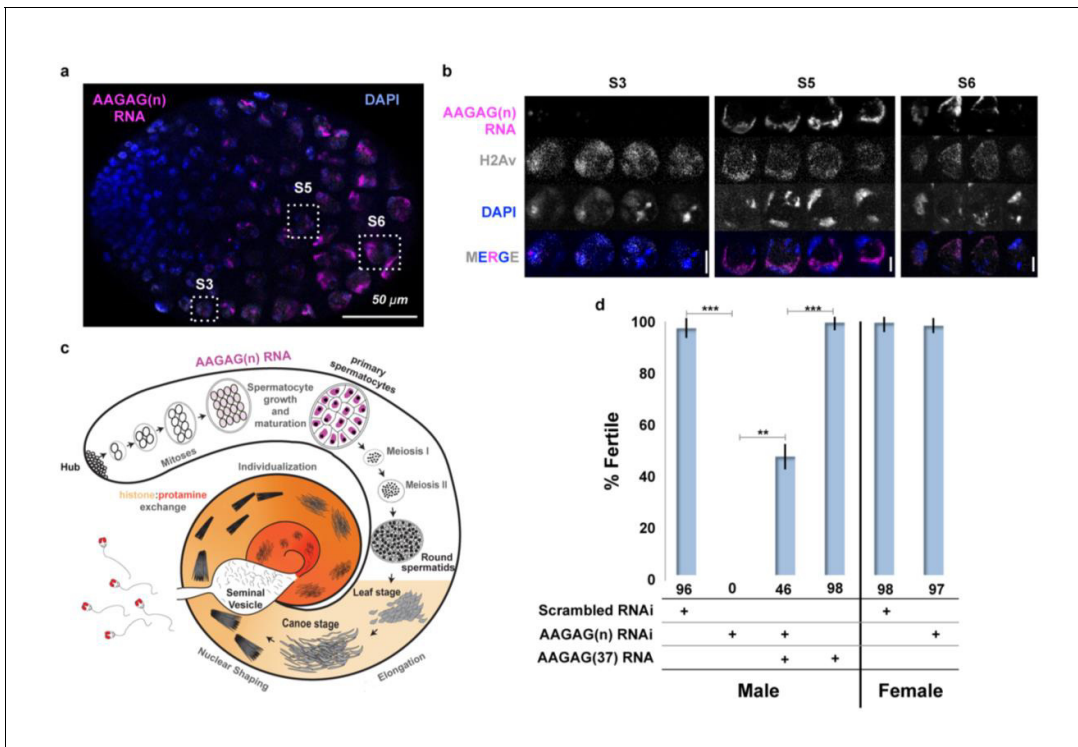 a
AAGAG(n)
RNA
DAPI
S5
S6
S3
50 µm
b
S3
S5
S6
AAGAG(n)
RNA
H2Av
DAPI
MERGE
c
AAGAG(n) RNA
primary
spermatocytes
Spermatocyte
growth
and
maturation
Hub
Mitoses
Meiosis I
Meiosis II
Individualization
histone:protamine
exchange
Round
spermatids
Seminal
Vesicle
Leaf stage
Canoe stage
Nuclear Shaping
Elongation
d
*** *** **
% Fertile
100
80
60
40
20
0
96 0 46 98 98 97
Scrambled RNAi + +
AAGAG(n) RNAi + + +
AAGAG(37) RNA + +
Male Female